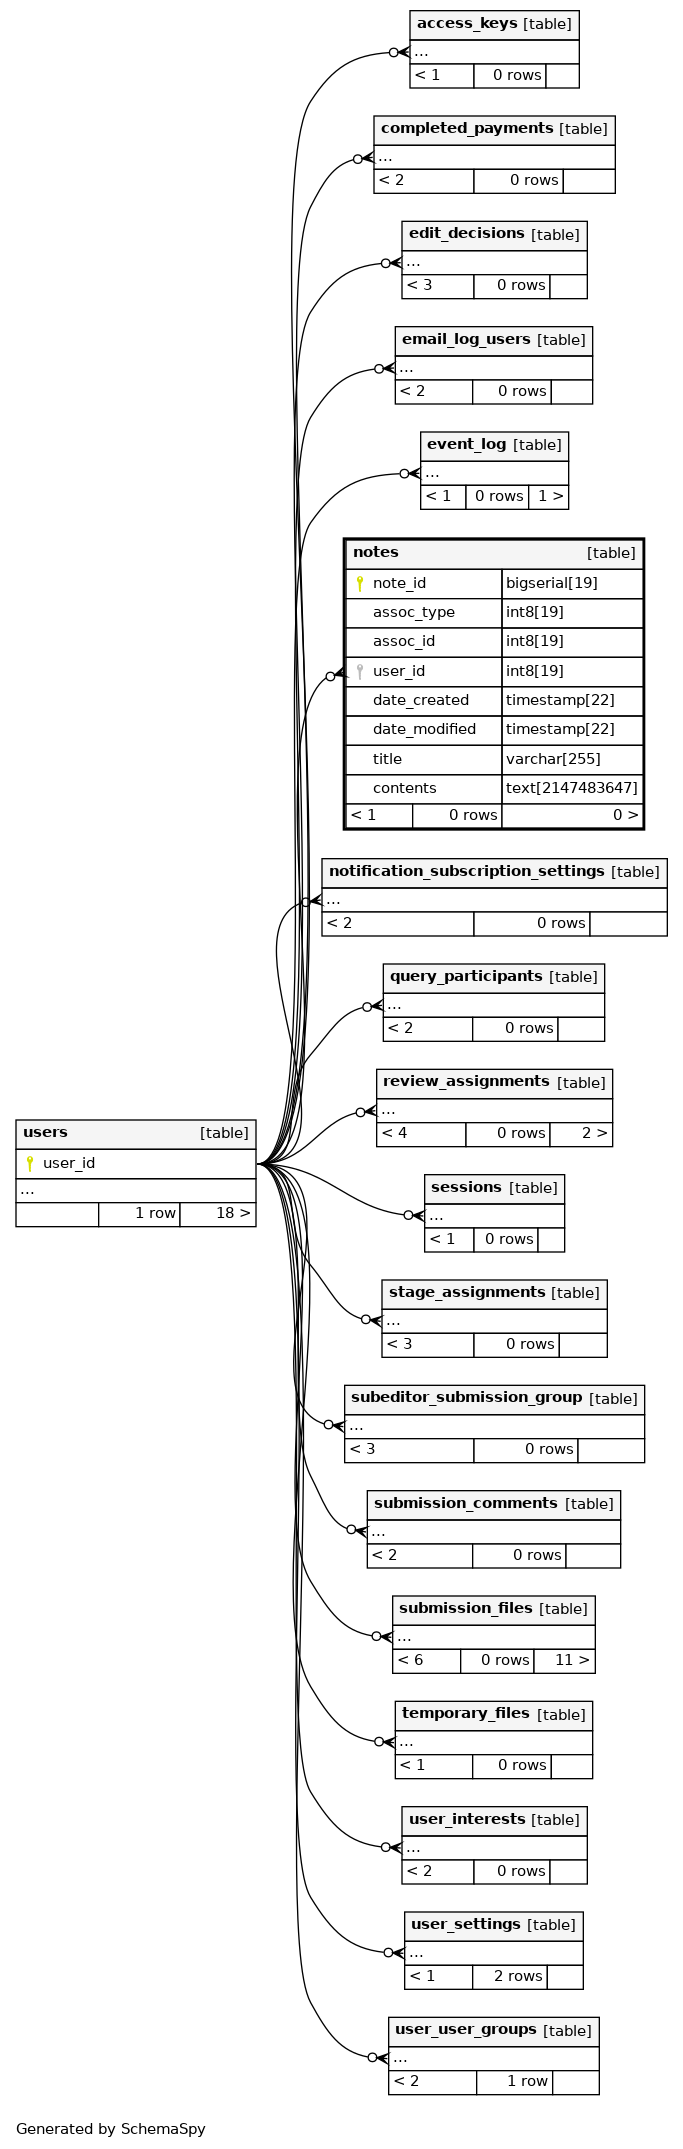 access_keys [table]
...
< 1 0 rows
completed_payments [table]
...
< 2 0 rows
edit_decisions [table]
...
< 3 0 rows
email_log_users [table]
...
< 2 0 rows
event_log [table]
...
< 1 0 rows 1 >
notes [table]
note_id bigserial[19]
assoc_type int8[19]
assoc_id int8[19]
user_id int8[19]
date_created timestamp[22]
date_modified timestamp[22]
title varchar[255]
contents text[2147483647]
< 1 0 rows 0 >
notification_subscription_settings [table]
...
< 2 0 rows
query_participants [table]
...
< 2 0 rows
review_assignments [table]
...
< 4 0 rows 2 >
users [table]
user_id
...
1 row 18 >
sessions [table]
...
< 1 0 rows
stage_assignments [table]
...
< 3 0 rows
subeditor_submission_group [table]
...
< 3 0 rows
submission_comments [table]
...
< 2 0 rows
submission_files [table]
...
< 6 0 rows 11 >
temporary_files [table]
...
< 1 0 rows
user_interests [table]
...
< 2 0 rows
user_settings [table]
...
< 1 2 rows
user_user_groups [table]
...
< 2 1 row
Generated by SchemaSpy